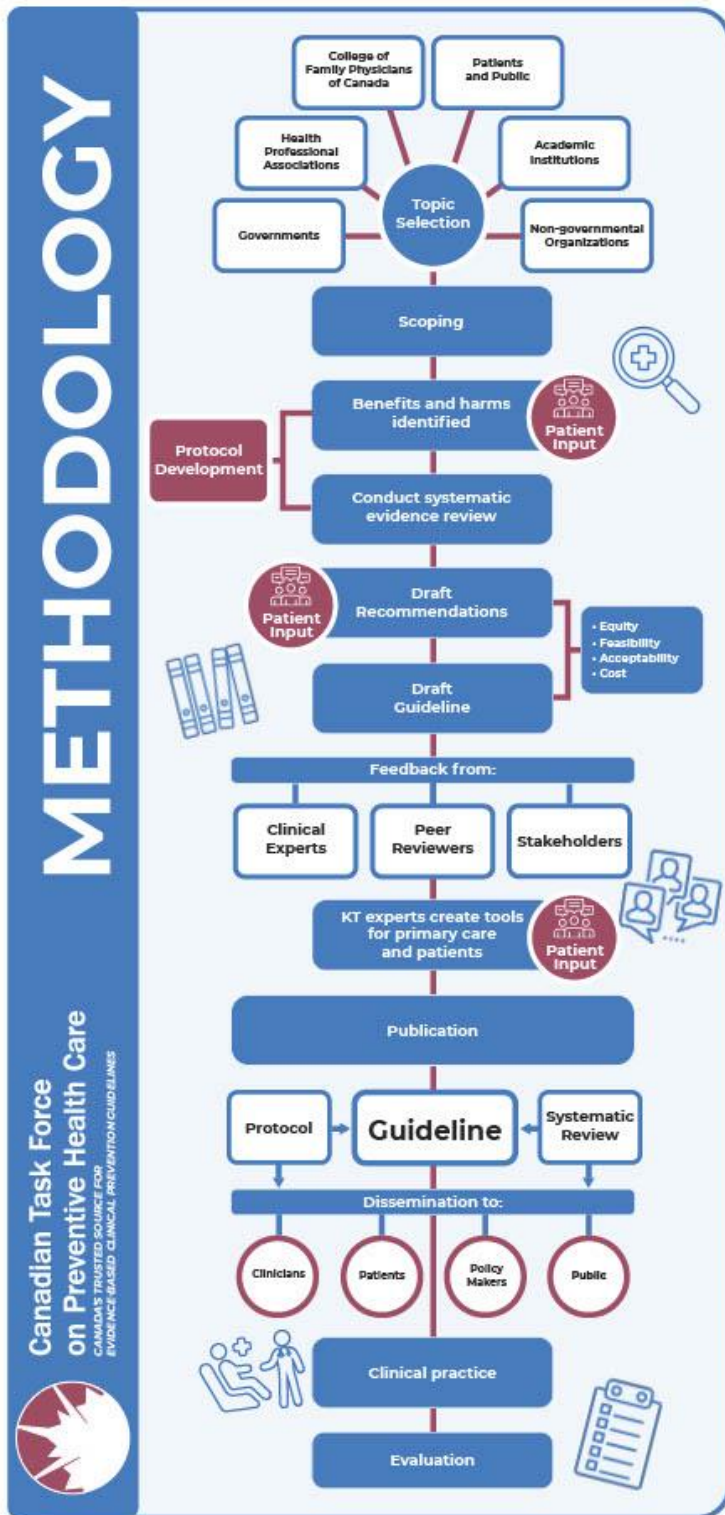 METHODOLOGY
Canadian Task Force
on Preventive Health Care
CANADA'S TRUSTED SOURCE FOR
EVIDENCE-BASED CLINICAL PREVENTION GUIDELINES
College of
Family Physicians
of Canada
Patients
and Public
Health
Professional
Associations
Academic
Institutions
Governments
Topic
Selection
Non-governmental
Organizations
Scoping
Benefits and harms
identified
Patient
Input
Protocol
Development
Conduct systematic
evidence review
Patient
Input
Draft
Recommendations
• Equity
• Feasibility
• Acceptability
• Cost
Draft
Guideline
Feedback from:
Clinical
Experts
Peer
Reviewers
Stakeholders
KT experts create tools
for primary care
and patients
Patient
Input
Publication
Protocol
Guideline
Systematic
Review
Dissemination to:
Clinicians
Patients
Policy
Makers
Public
Clinical practice
Evaluation